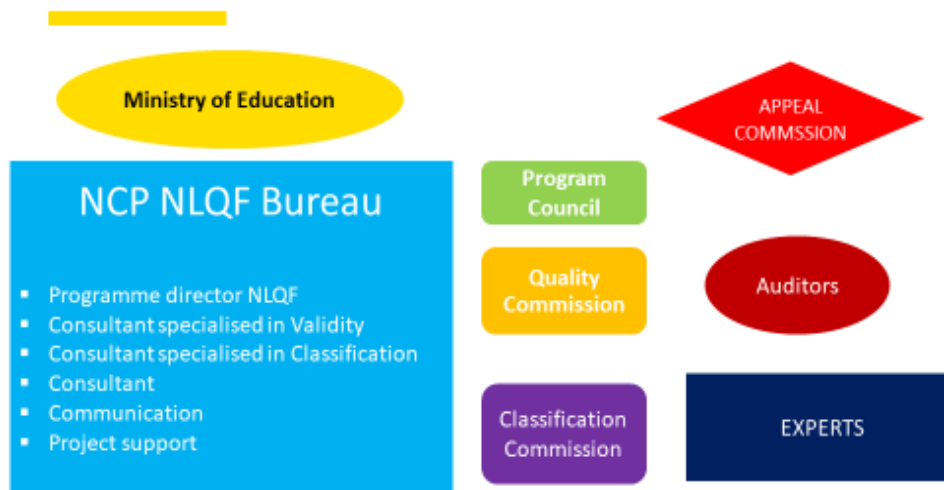 Ministry of Education
APPEAL
COMMSSION
NCP NLQF Bureau
▪ Programme director NLQF
▪ Consultant specialised in Validity
▪ Consultant specialised in Classification
▪ Consultant
▪ Communication
▪ Project support
Program
Council
Quality
Commission
Auditors
Classification
Commission
EXPERTS